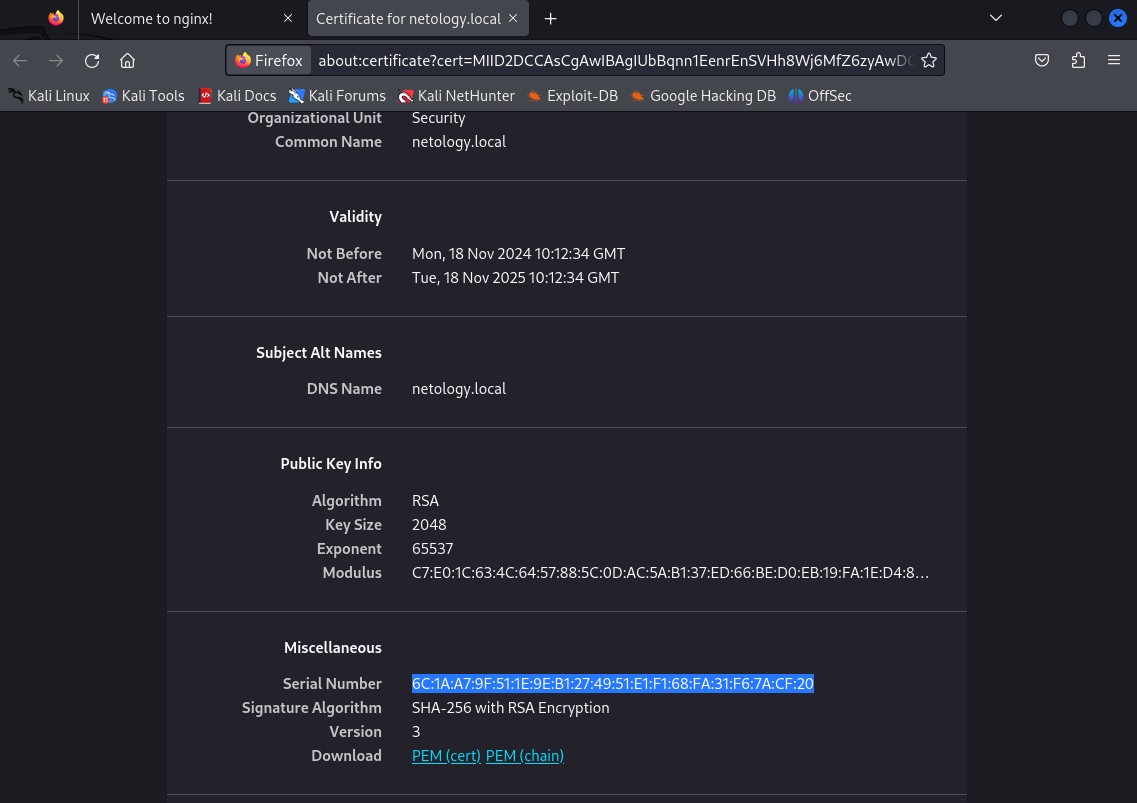 Welcome to nginx!
Certificate for netology.local
Firefox about:certificate?cert=MIID2DCCAsCgAwIBAgIUbBqnn1EenrEnSVHh8Wj6MfZ6zyAwDC
Kali Linux Kali Tools Kali Docs Kali Forums Kali NetHunter Exploit-DB Google Hacking DB OffSec
Organizational Unit Security
Common Name netology.local
Validity
Not Before Mon, 18 Nov 2024 10:12:34 GMT
Not After Tue, 18 Nov 2025 10:12:34 GMT
Subject Alt Names
DNS Name netology.local
Public Key Info
Algorithm RSA
Key Size 2048
Exponent 65537
Modulus C7:E0:1C:63:4C:64:57:88:5C:0D:AC:5A:B1:37:ED:66:BE:D0:EB:19:FA:1E:D4:8…
Miscellaneous
Serial Number 6C:1A:A7:9F:51:1E:9E:B1:27:49:51:E1:F1:68:FA:31:F6:7A:CF:20
Signature Algorithm SHA-256 with RSA Encryption
Version 3
Download PEM (cert) PEM (chain)